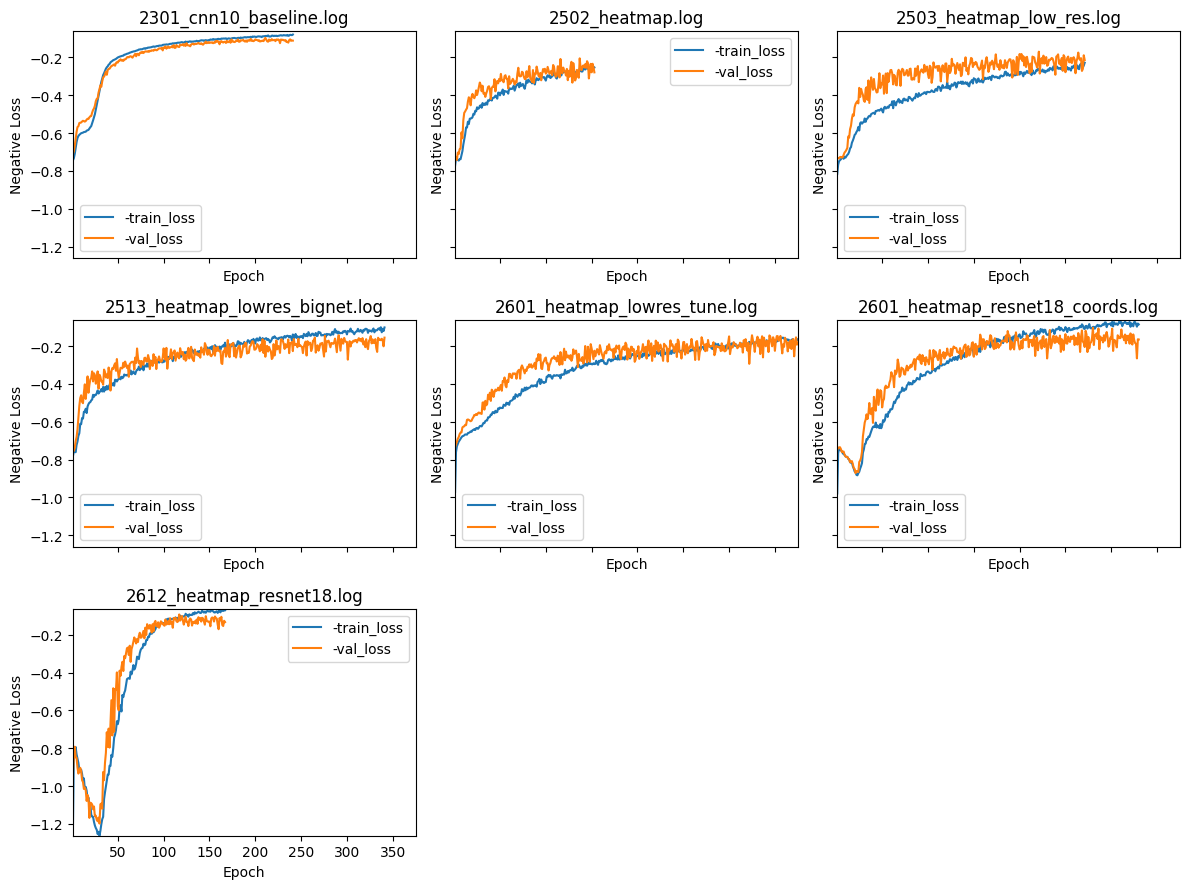 2301_cnn10_baseline.log
−0.2
−0.4
−0.6
−0.8
−1.0
−1.2
Negative Loss
-train_loss
-val_loss
Epoch
2502_heatmap.log
Negative Loss
-train_loss
-val_loss
Epoch
2503_heatmap_low_res.log
Negative Loss
-train_loss
-val_loss
Epoch
2513_heatmap_lowres_bignet.log
−0.2
−0.4
−0.6
−0.8
−1.0
−1.2
Negative Loss
-train_loss
-val_loss
Epoch
2601_heatmap_lowres_tune.log
Negative Loss
-train_loss
-val_loss
Epoch
2601_heatmap_resnet18_coords.log
Negative Loss
-train_loss
-val_loss
Epoch
2612_heatmap_resnet18.log
−0.2
−0.4
−0.6
−0.8
−1.0
−1.2
Negative Loss
-train_loss
-val_loss
50 100 150 200 250 300 350
Epoch